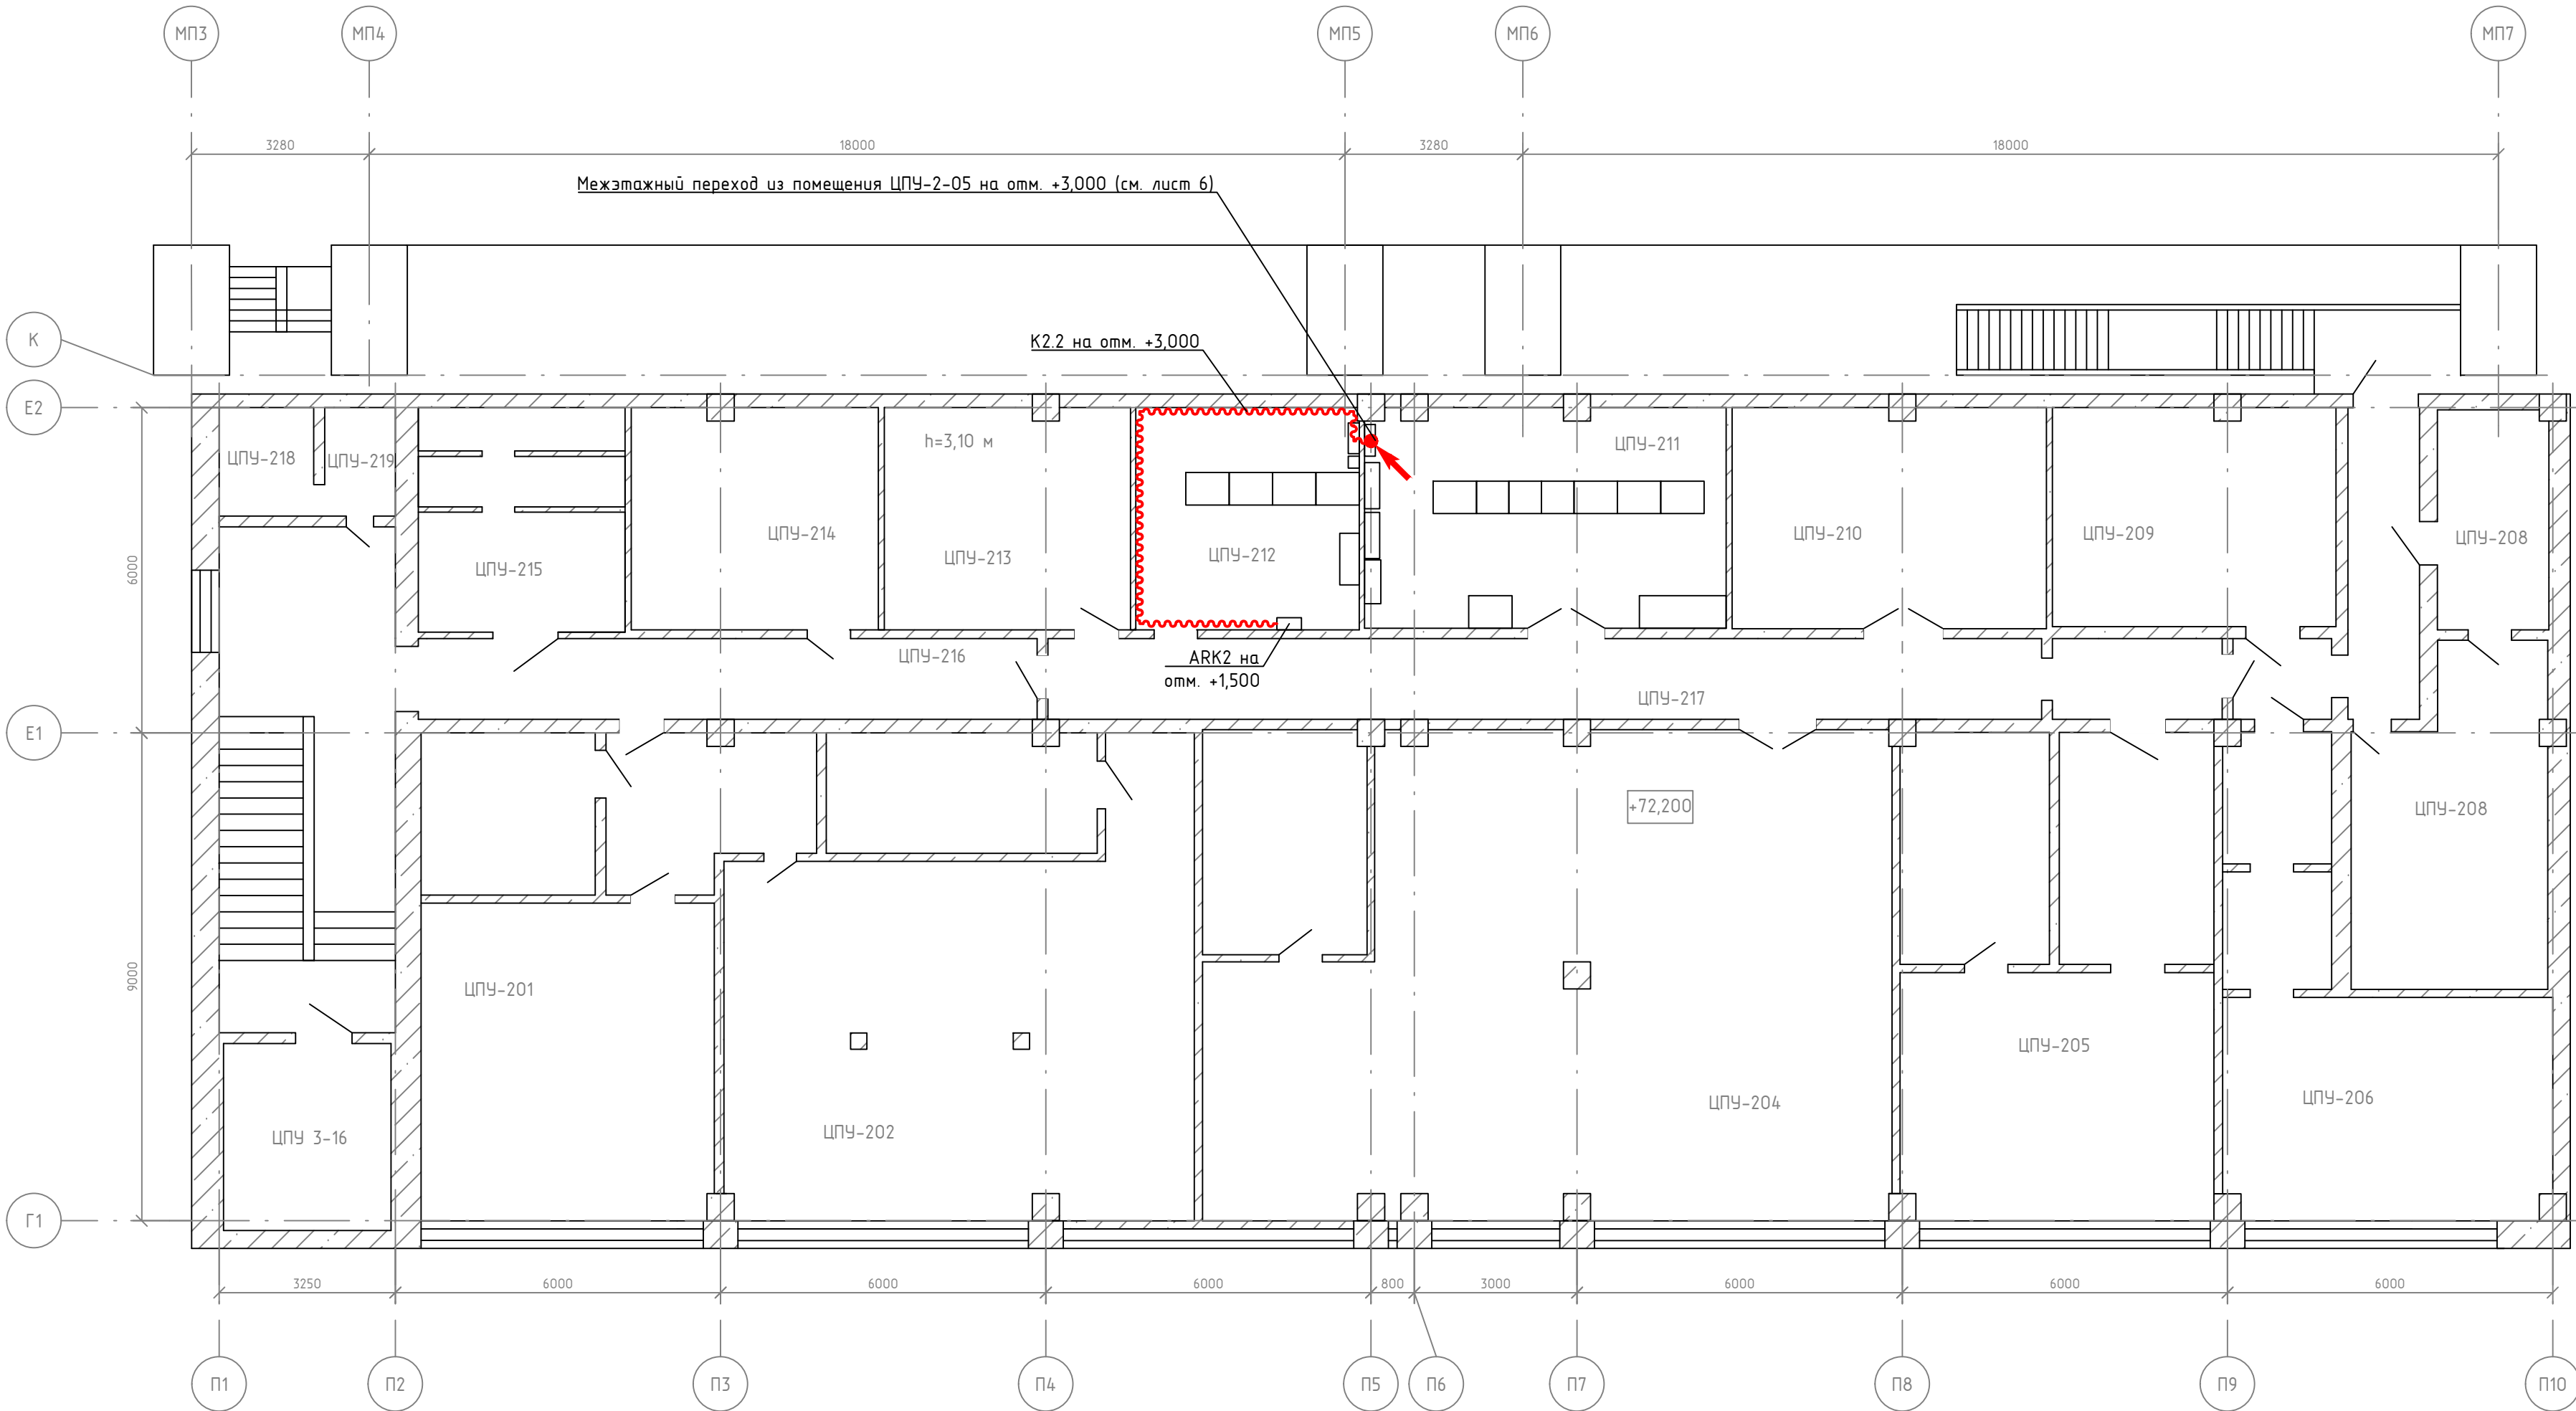 МП3
МП4
МП5
МП6
МП7
3280
18000
3280
18000
Межэтажный переход из помещения ЦПУ-2-05 на отм. +3,000 (см. лист 6)
К
К2.2 на отм. +3,000
Е2
h=3,10 м
ЦПУ-211
ЦПУ-218
ЦПУ-219
ЦПУ-214
ЦПУ-210
ЦПУ-209
ЦПУ-208
ЦПУ-213
ЦПУ-212
ЦПУ-215
6000
ЦПУ-216
ARK2 на
отм. +1,500
ЦПУ-217
Е1
+72,200
ЦПУ-208
9000
ЦПУ-201
ЦПУ-205
ЦПУ-206
ЦПУ-204
ЦПУ-202
ЦПУ 3-16
Г1
3250
6000
6000
6000
800
3000
6000
6000
6000
П1
П2
П3
П4
П5
П6
П7
П8
П9
П10